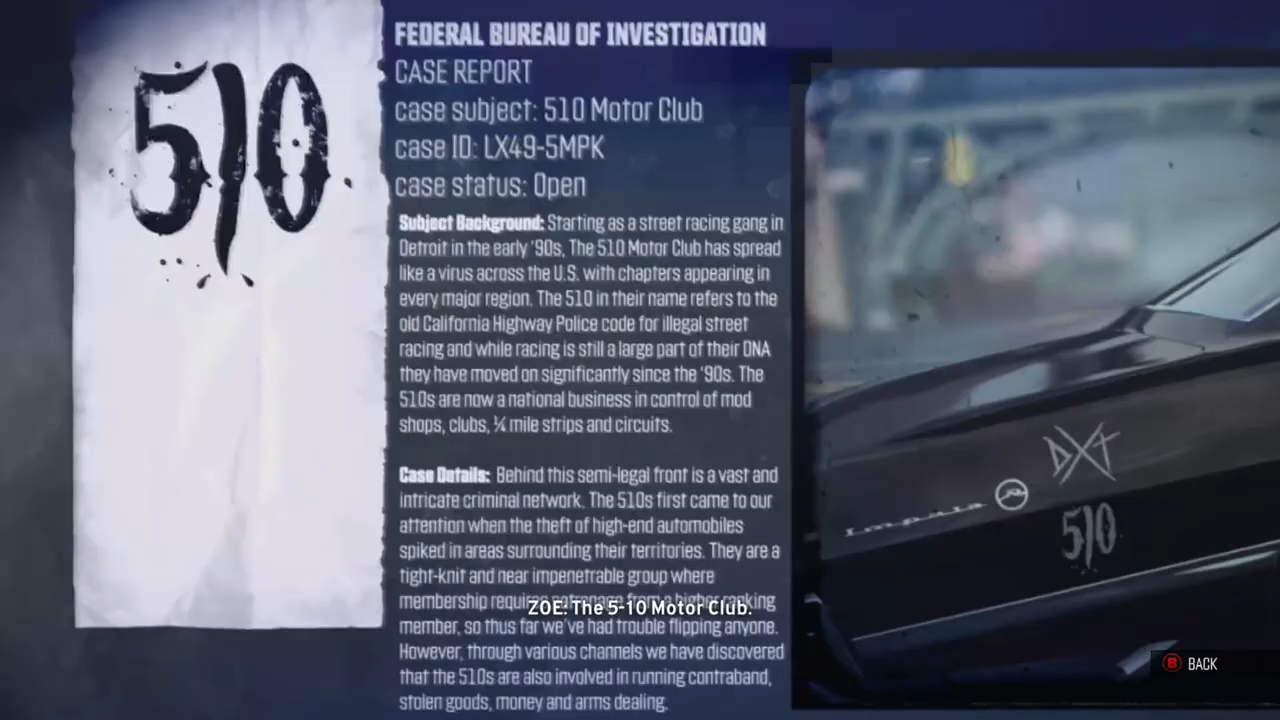 510
FEDERAL BUREAU OF INVESTIGATION
CASE REPORT
case subject: 510 Motor Club
case ID: LX49-5MPK
case status: Open
Subject Background: Starting as a street racing gang in
Detroit in the early '90s, The 510 Motor Club has spread
like a virus across the U.S. with chapters appearing in
every major region. The 510 in their name refers to the
old California Highway Police code for illegal street
racing and while racing is still a large part of their DNA
they have moved on significantly since the '90s. The
510s are now a national business in control of mod
shops, clubs, ¼ mile strips and circuits.
Case Details: Behind this semi-legal front is a vast and
intricate criminal network. The 510s first came to our
attention when the theft of high-end automobiles
spiked in areas surrounding their territories. They are a
tight-knit and near impenetrable group where
membership requires patronage from a higher ranking
ZOE: The 5-10 Motor Club.
member, so thus far we've had trouble flipping anyone.
However, through various channels we have discovered
that the 510s are also involved in running contraband,
stolen goods, money and arms dealing.
DXT
Impala
510
B BACK